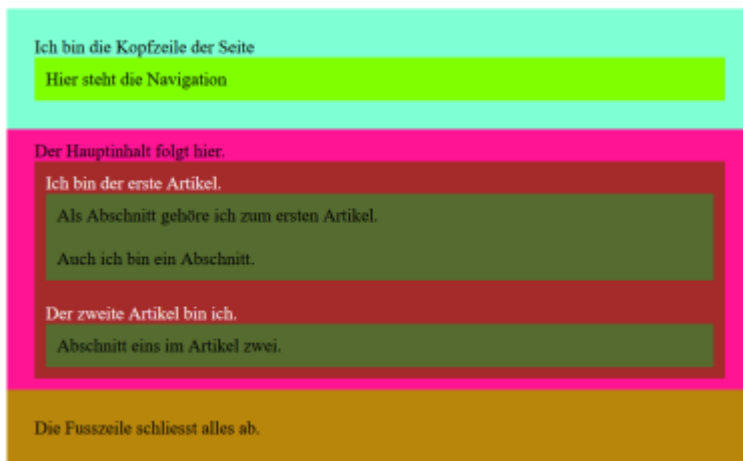 Ich bin die Kopfzeile der Seite
Hier steht die Navigation
Der Hauptinhalt folgt hier.
Ich bin der erste Artikel.
Als Abschnitt gehöre ich zum ersten Artikel.
Auch ich bin ein Abschnitt.
Der zweite Artikel bin ich.
Abschnitt eins im Artikel zwei.
Die Fusszeile schliesst alles ab.